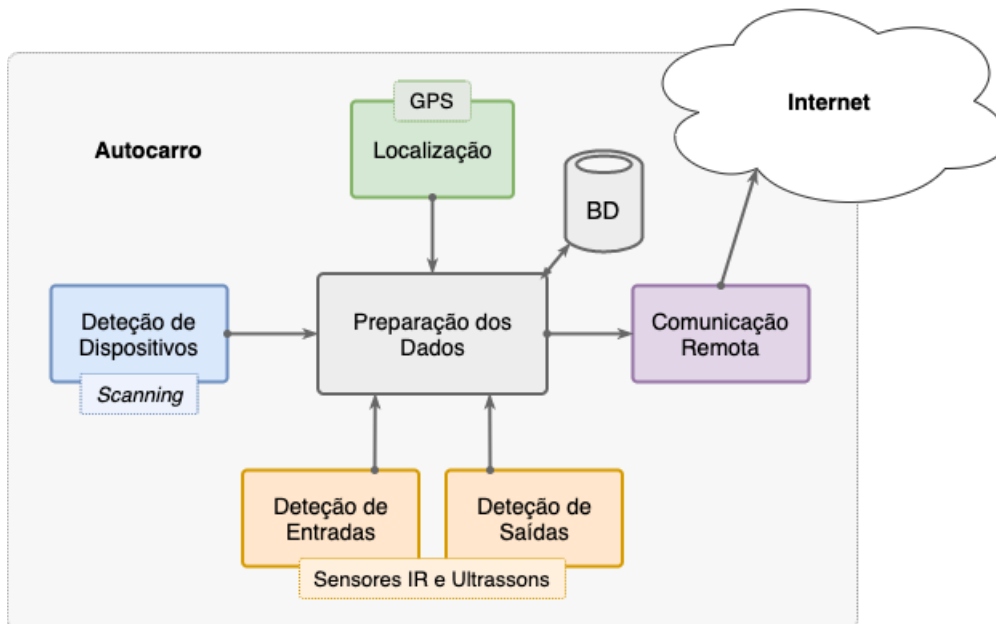 GPS
Localização
Internet
Autocarro
BD
Deteção de
Dispositivos
Scanning
Preparação dos
Dados
Comunicação
Remota
Deteção de
Entradas
Deteção de
Saídas
Sensores IR e Ultrassons